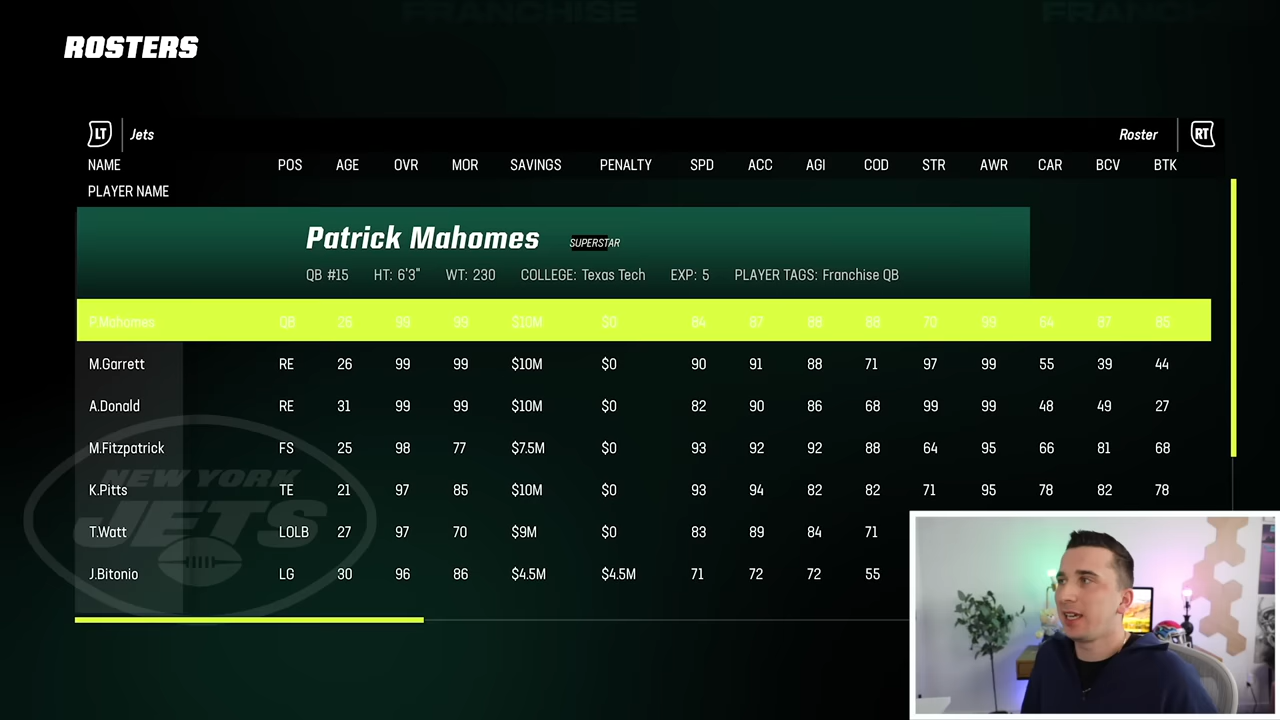 FRANCHISE FRANCHISE
ROSTERS
LT Jets Roster RT
NAME POS AGE OVR MOR SAVINGS PENALTY SPD ACC AGI COD STR AWR CAR BCV BTK
PLAYER NAME
Patrick Mahomes SUPERSTAR
QB #15 HT: 6'3" WT: 230 COLLEGE: Texas Tech EXP: 5 PLAYER TAGS: Franchise QB
P.Mahomes QB 26 99 99 $10M $0 84 87 88 88 70 99 64 87 85
M.Garrett RE 26 99 99 $10M $0 90 91 88 71 97 99 55 39 44
A.Donald RE 31 99 99 $10M $0 82 90 86 68 99 99 48 49 27
M.Fitzpatrick FS 25 98 77 $7.5M $0 93 92 92 88 64 95 66 81 68
K.Pitts TE 21 97 85 $10M $0 93 94 82 82 71 95 78 82 78
T.Watt LOLB 27 97 70 $9M $0 83 89 84 71
J.Bitonio LG 30 96 86 $4.5M $4.5M 71 72 72 55
NEW YORK
JETS